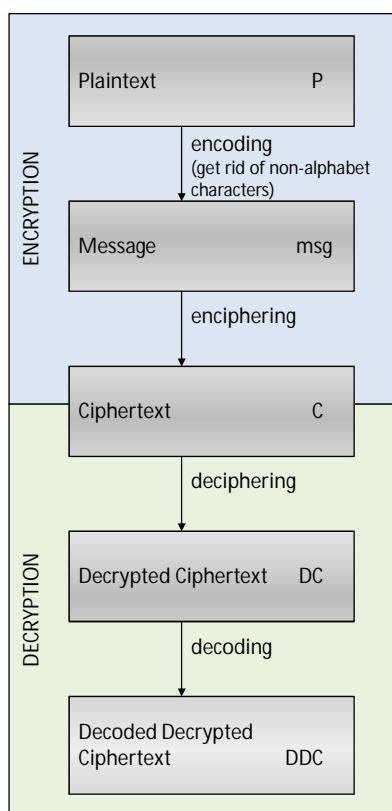 ENCRYPTION
Plaintext P
encoding
(get rid of non-alphabet
characters)
Message msg
enciphering
Ciphertext C
DECRYPTION
deciphering
Decrypted Ciphertext DC
decoding
Decoded Decrypted
Ciphertext DDC